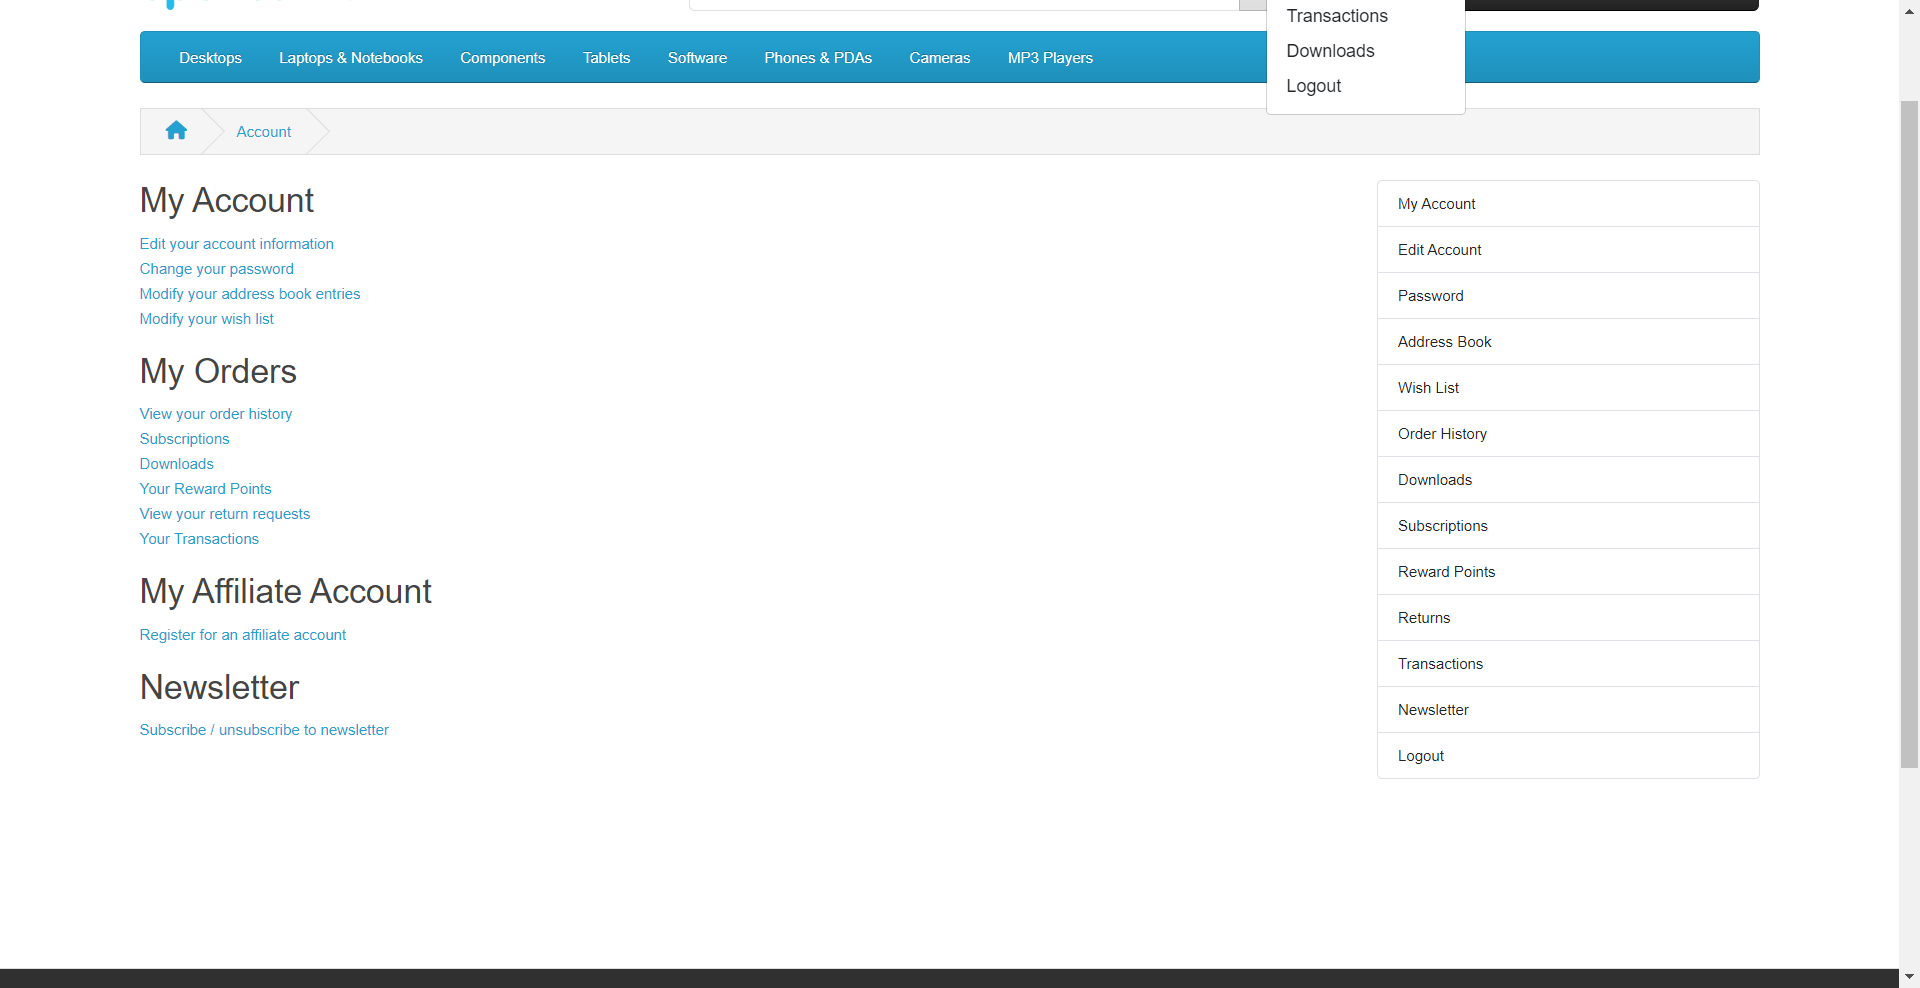 Transactions
Downloads
Logout
Desktops Laptops & Notebooks Components Tablets Software Phones & PDAs Cameras MP3 Players
Account
My Account
Edit your account information
Change your password
Modify your address book entries
Modify your wish list
My Orders
View your order history
Subscriptions
Downloads
Your Reward Points
View your return requests
Your Transactions
My Affiliate Account
Register for an affiliate account
Newsletter
Subscribe / unsubscribe to newsletter
My Account
Edit Account
Password
Address Book
Wish List
Order History
Downloads
Subscriptions
Reward Points
Returns
Transactions
Newsletter
Logout